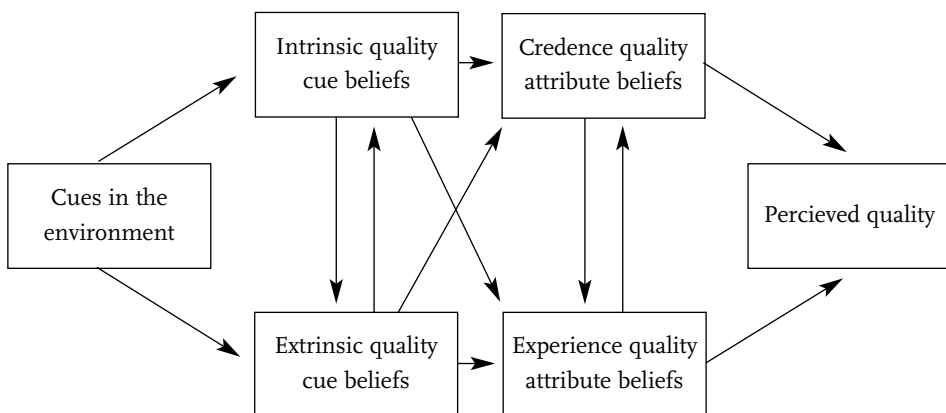 Intrinsic quality
cue beliefs
Credence quality
attribute beliefs
Cues in the
environment
Percieved quality
Extrinsic quality
cue beliefs
Experience quality
attribute beliefs